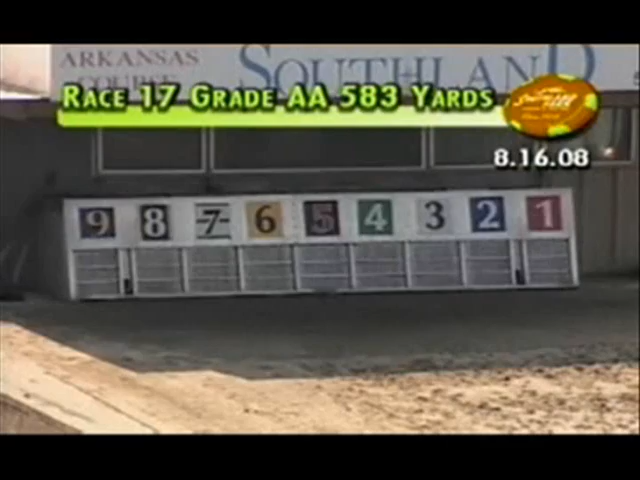 ARKANSAS
COURSE
SOUTHLAND
RACE 17 GRADE AA 583 YARDS
8.16.08
9 8 7 6 5 4 3 2 1